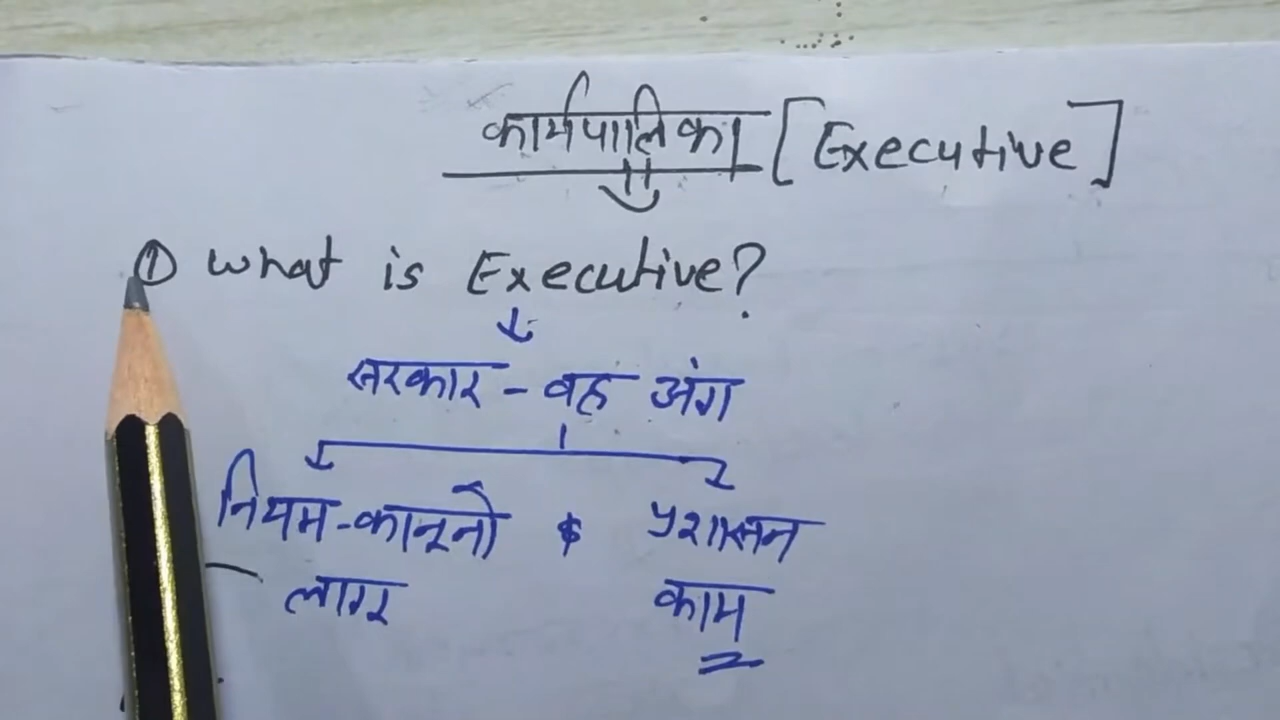 कार्यपालिका [Executive]
① What is Executive?
सरकार - वह अंग
नियम-कानूनों & प्रशासन
लागू काम